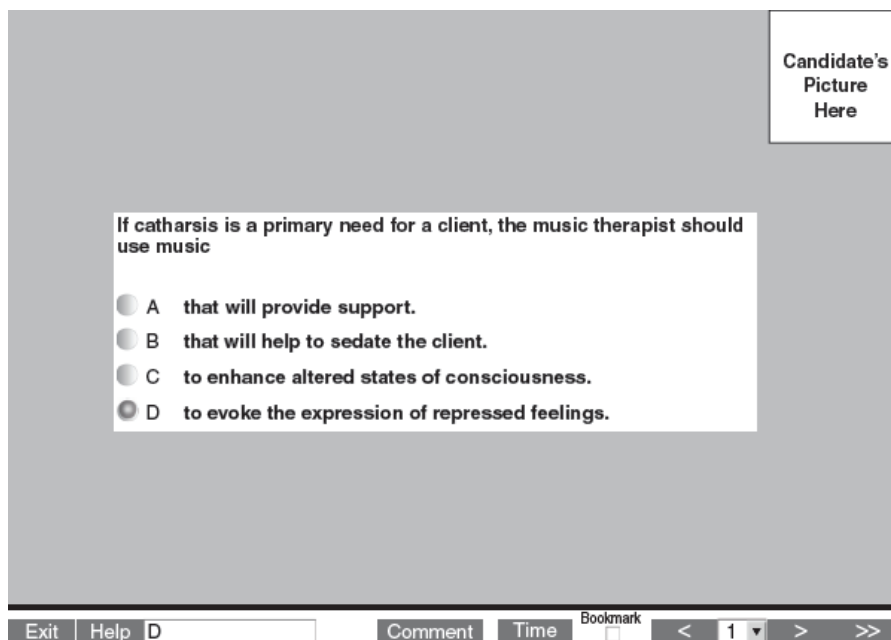 Candidate's
Picture
Here
If catharsis is a primary need for a client, the music therapist should
use music
A that will provide support.
B that will help to sedate the client.
C to enhance altered states of consciousness.
D to evoke the expression of repressed feelings.
Bookmark
Exit Help D Comment Time < 1 > >>